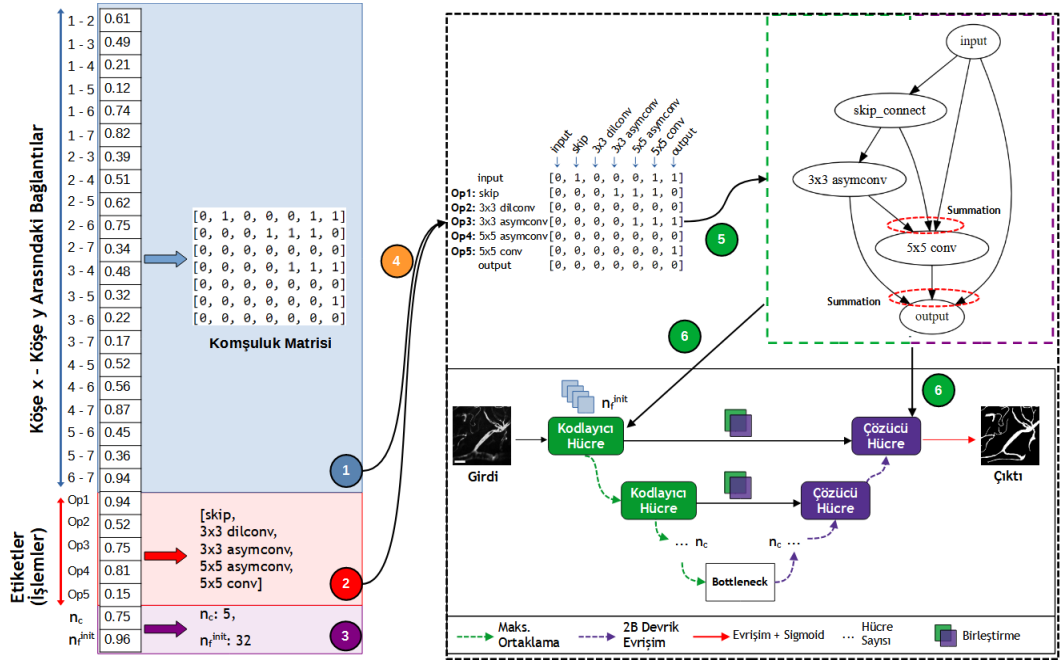 Köşe x - Köşe y Arasındaki Bağlantılar
1 - 2 0.61
1 - 3 0.49
1 - 4 0.21
1 - 5 0.12
1 - 6 0.74
1 - 7 0.82
2 - 3 0.39
2 - 4 0.51
2 - 5 0.62
2 - 6 0.75
2 - 7 0.34
3 - 4 0.48
3 - 5 0.32
3 - 6 0.22
3 - 7 0.17
4 - 5 0.52
4 - 6 0.56
4 - 7 0.87
5 - 6 0.45
5 - 7 0.36
6 - 7 0.94
Etiketler
(İşlemler)
Op1 0.94
Op2 0.52
Op3 0.75
Op4 0.81
Op5 0.15
n_c 0.75
n_f^init 0.96
[0, 1, 0, 0, 0, 1, 1]
[0, 0, 0, 1, 1, 1, 0]
[0, 0, 0, 0, 0, 0, 0]
[0, 0, 0, 0, 1, 1, 1]
[0, 0, 0, 0, 0, 0, 0]
[0, 0, 0, 0, 0, 0, 1]
[0, 0, 0, 0, 0, 0, 0]
Komşuluk Matrisi
1
[skip,
3x3 dilconv,
3x3 asymconv,
5x5 asymconv,
5x5 conv]
2
n_c: 5,
n_f^init: 32
3
4
input
skip
3x3 dilconv
3x3 asymconv
5x5 asymconv
5x5 conv
output
input [0, 1, 0, 0, 0, 1, 1]
Op1: skip [0, 0, 0, 1, 1, 1, 0]
Op2: 3x3 dilconv [0, 0, 0, 0, 0, 0, 0]
Op3: 3x3 asymconv [0, 0, 0, 0, 1, 1, 1]
Op4: 5x5 asymconv [0, 0, 0, 0, 0, 0, 0]
Op5: 5x5 conv [0, 0, 0, 0, 0, 0, 1]
output [0, 0, 0, 0, 0, 0, 0]
5
input
skip_connect
3x3 asymconv
Summation
5x5 conv
Summation
output
6
6
n_f^init
Girdi
Kodlayıcı
Hücre
Çözücü
Hücre
Çıktı
Kodlayıcı
Hücre
Çözücü
Hücre
... n_c
n_c ...
Bottleneck
Maks.
Ortaklama
2B Devrik
Evrişim
Evrişim + Sigmoid
... Hücre
Sayısı
Birleştirme